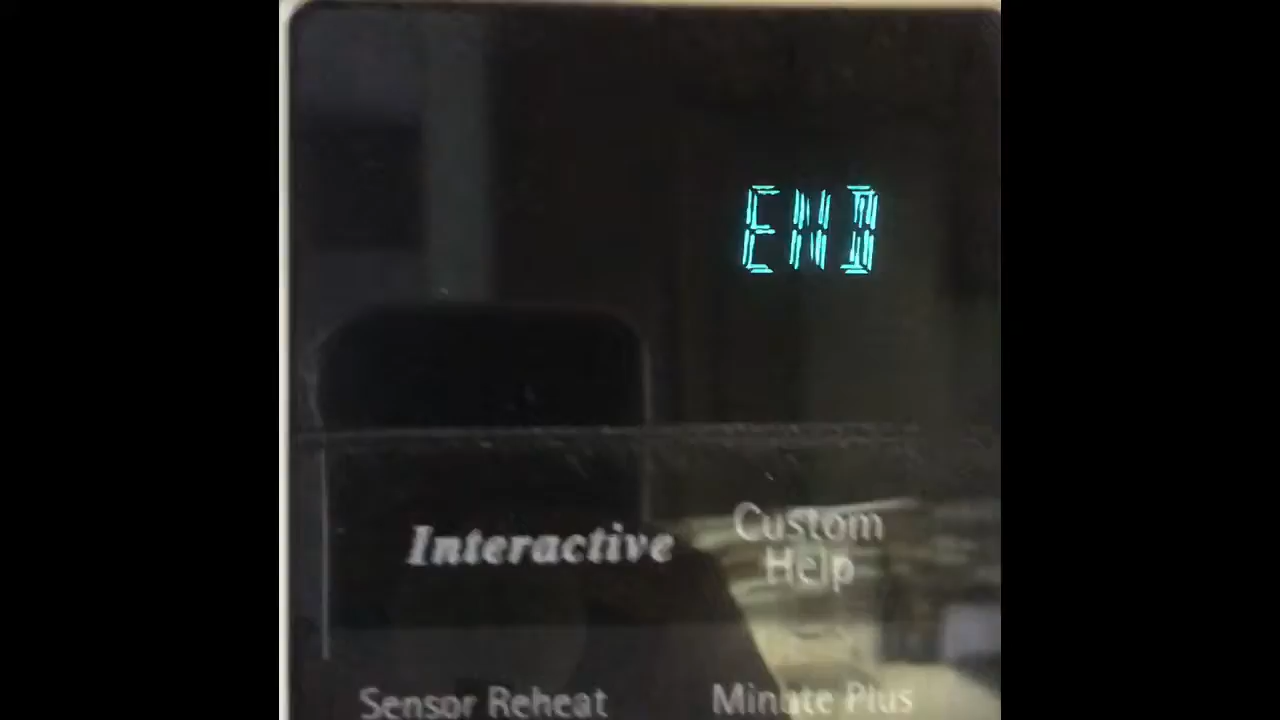 END
Interactive
Custom
Help
Sensor Reheat
Minute Plus